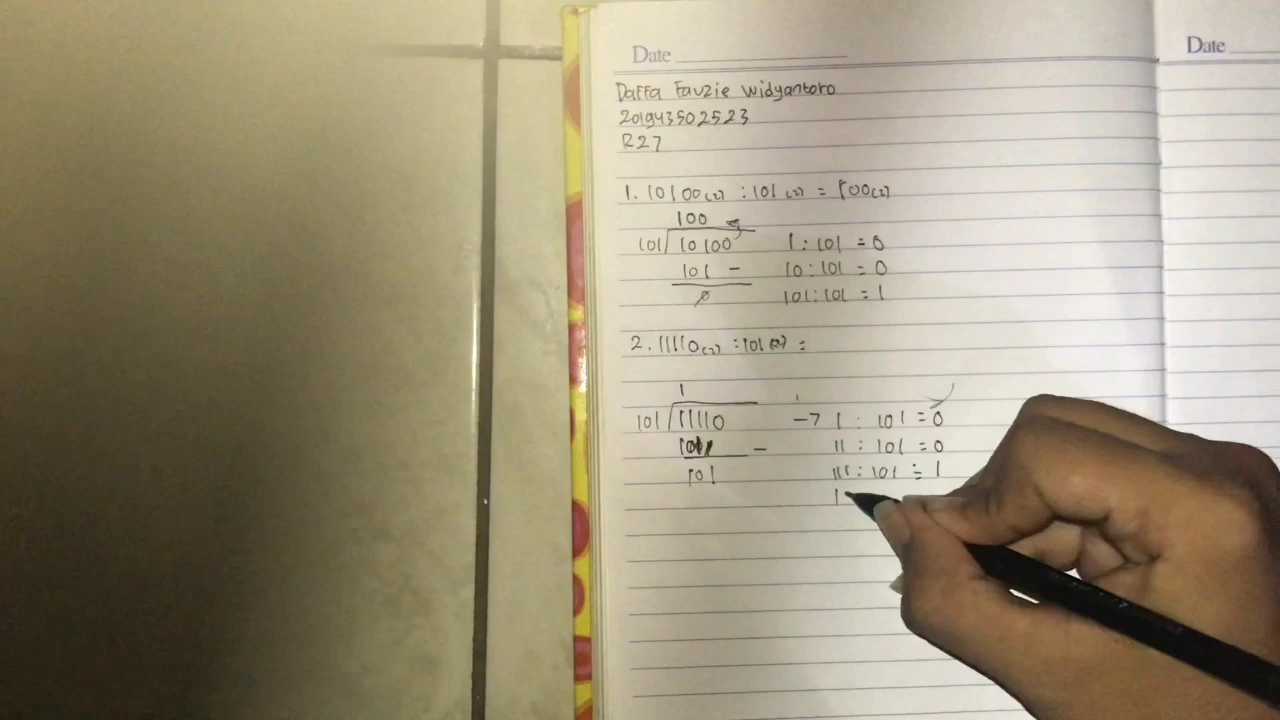 Date
Date
Daffa Fauzie Widyantoro
201943502523
R27
1. 10100(2) : 101(2) = 100(2)
100
101 10100 1 : 101 = 0
101 - 10 : 101 = 0
0 101 : 101 = 1
2. 11110(2) : 101(2) =
1
101 11110 → 1 : 101 = 0
101 - 11 : 101 = 0
101 111 : 101 = 1
1